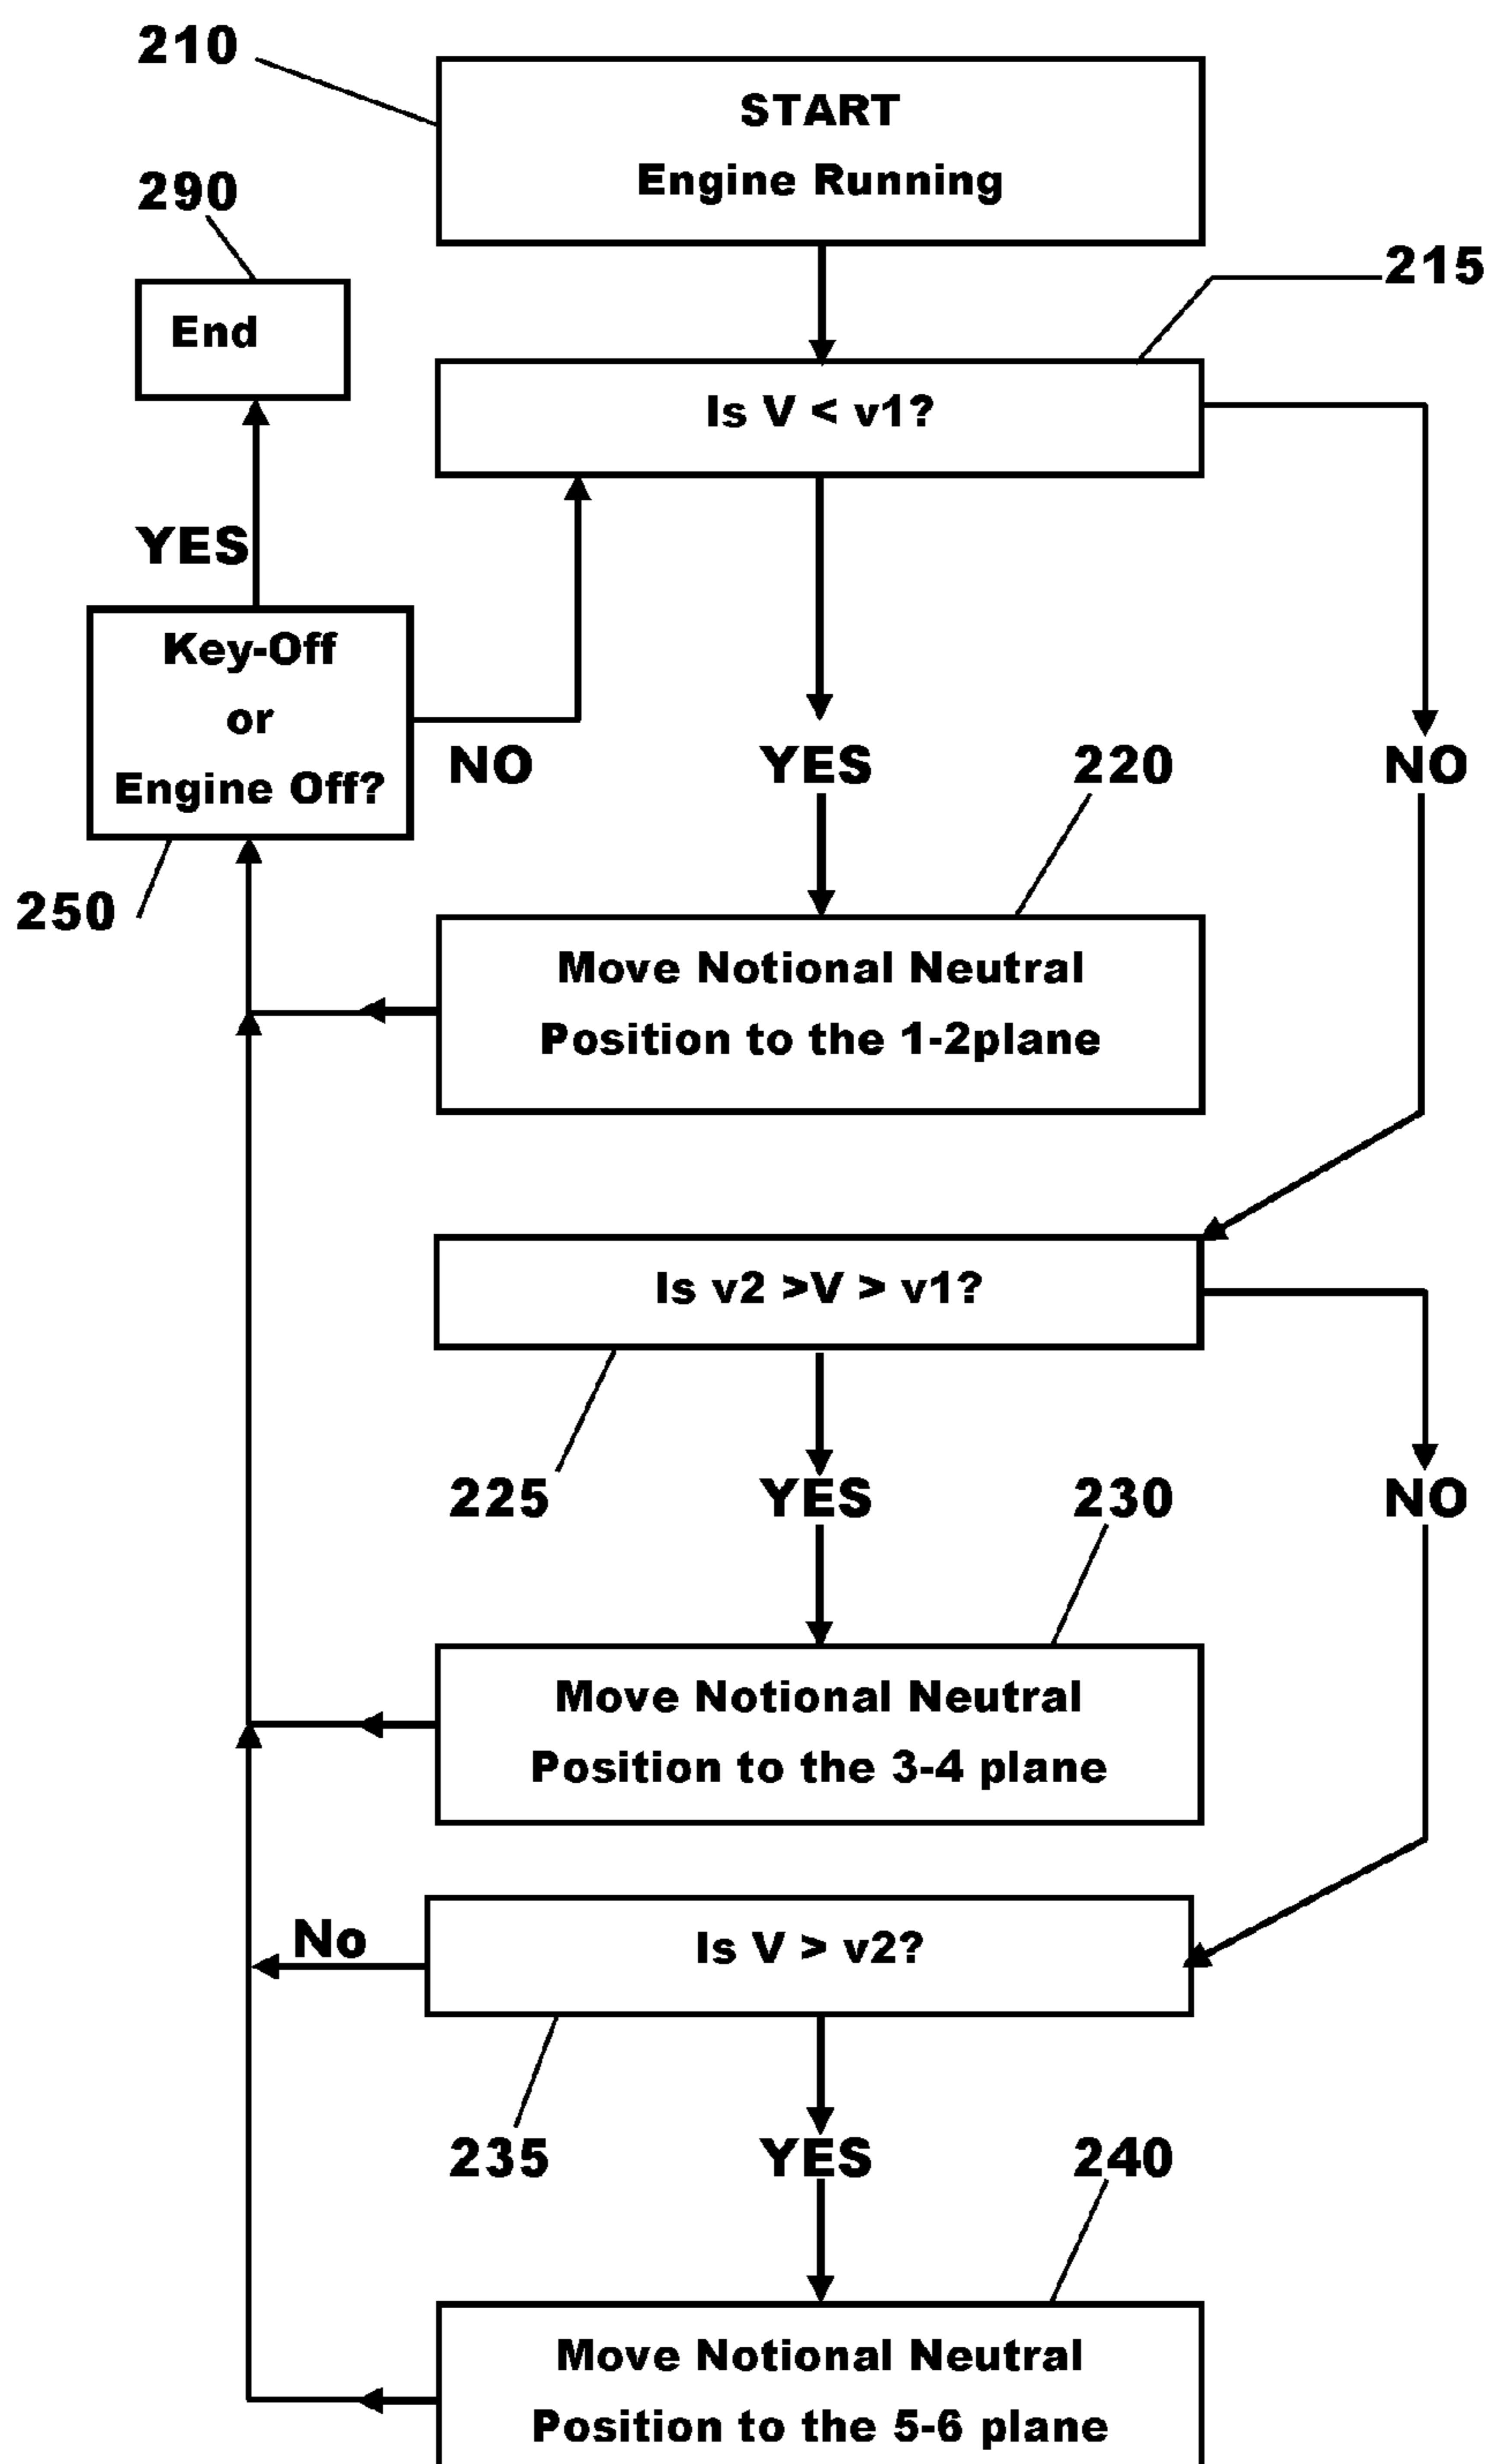 210
START
Engine Running
290
215
End
Is V < v1?
YES
Key-Off
or
Engine Off?
NO
YES
220
NO
250
Move Notional Neutral
Position to the 1-2plane
Is v2 >V > v1?
225
YES
230
NO
Move Notional Neutral
Position to the 3-4 plane
No
Is V > v2?
235
YES
240
Move Notional Neutral
Position to the 5-6 plane